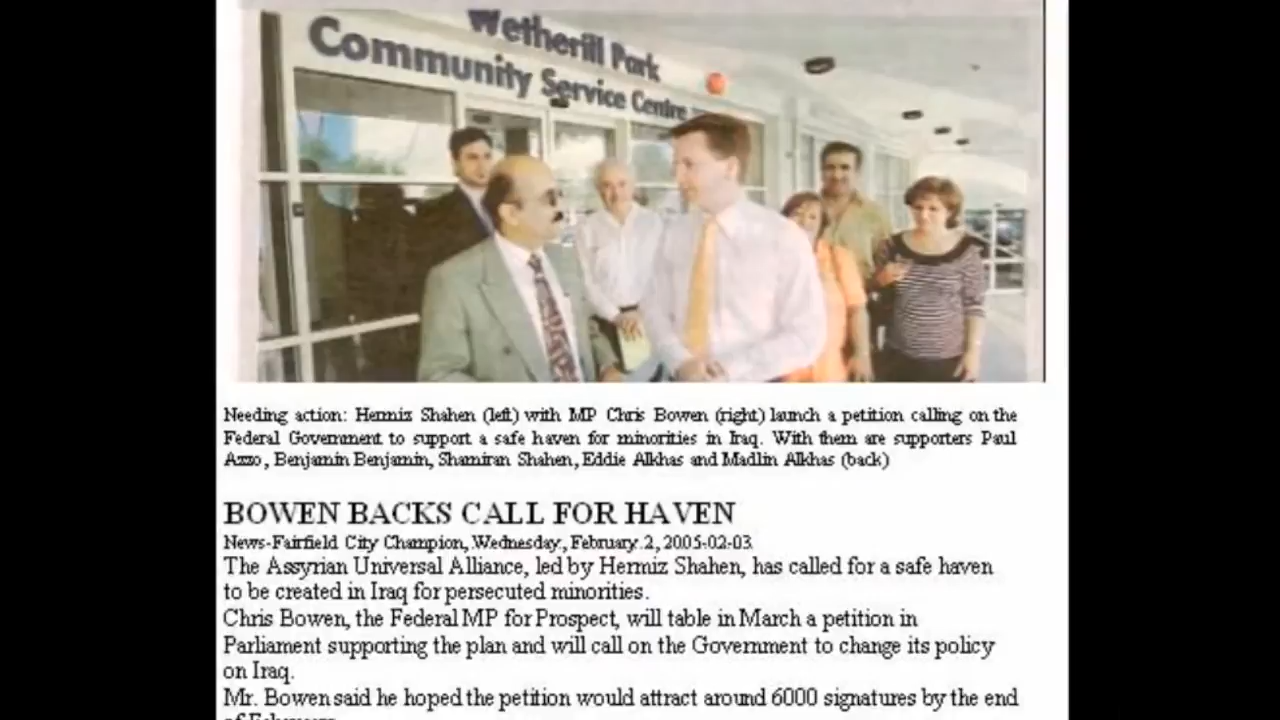 Wetherill Park
Community Service Centre
Needing action: Hermiz Shahen (left) with MP Chris Bowen (right) launch a petition calling on the
Federal Government to support a safe haven for minorities in Iraq. With them are supporters Paul
Azzo, Benjamin Benjamin, Shamiran Shahen, Eddie Alkhas and Madlin Alkhas (back)
BOWEN BACKS CALL FOR HAVEN
News-Fairfield City Champion, Wednesday, February 2, 2005-02-03
The Assyrian Universal Alliance, led by Hermiz Shahen, has called for a safe haven
to be created in Iraq for persecuted minorities.
Chris Bowen, the Federal MP for Prospect, will table in March a petition in
Parliament supporting the plan and will call on the Government to change its policy
on Iraq.
Mr. Bowen said he hoped the petition would attract around 6000 signatures by the end
of February